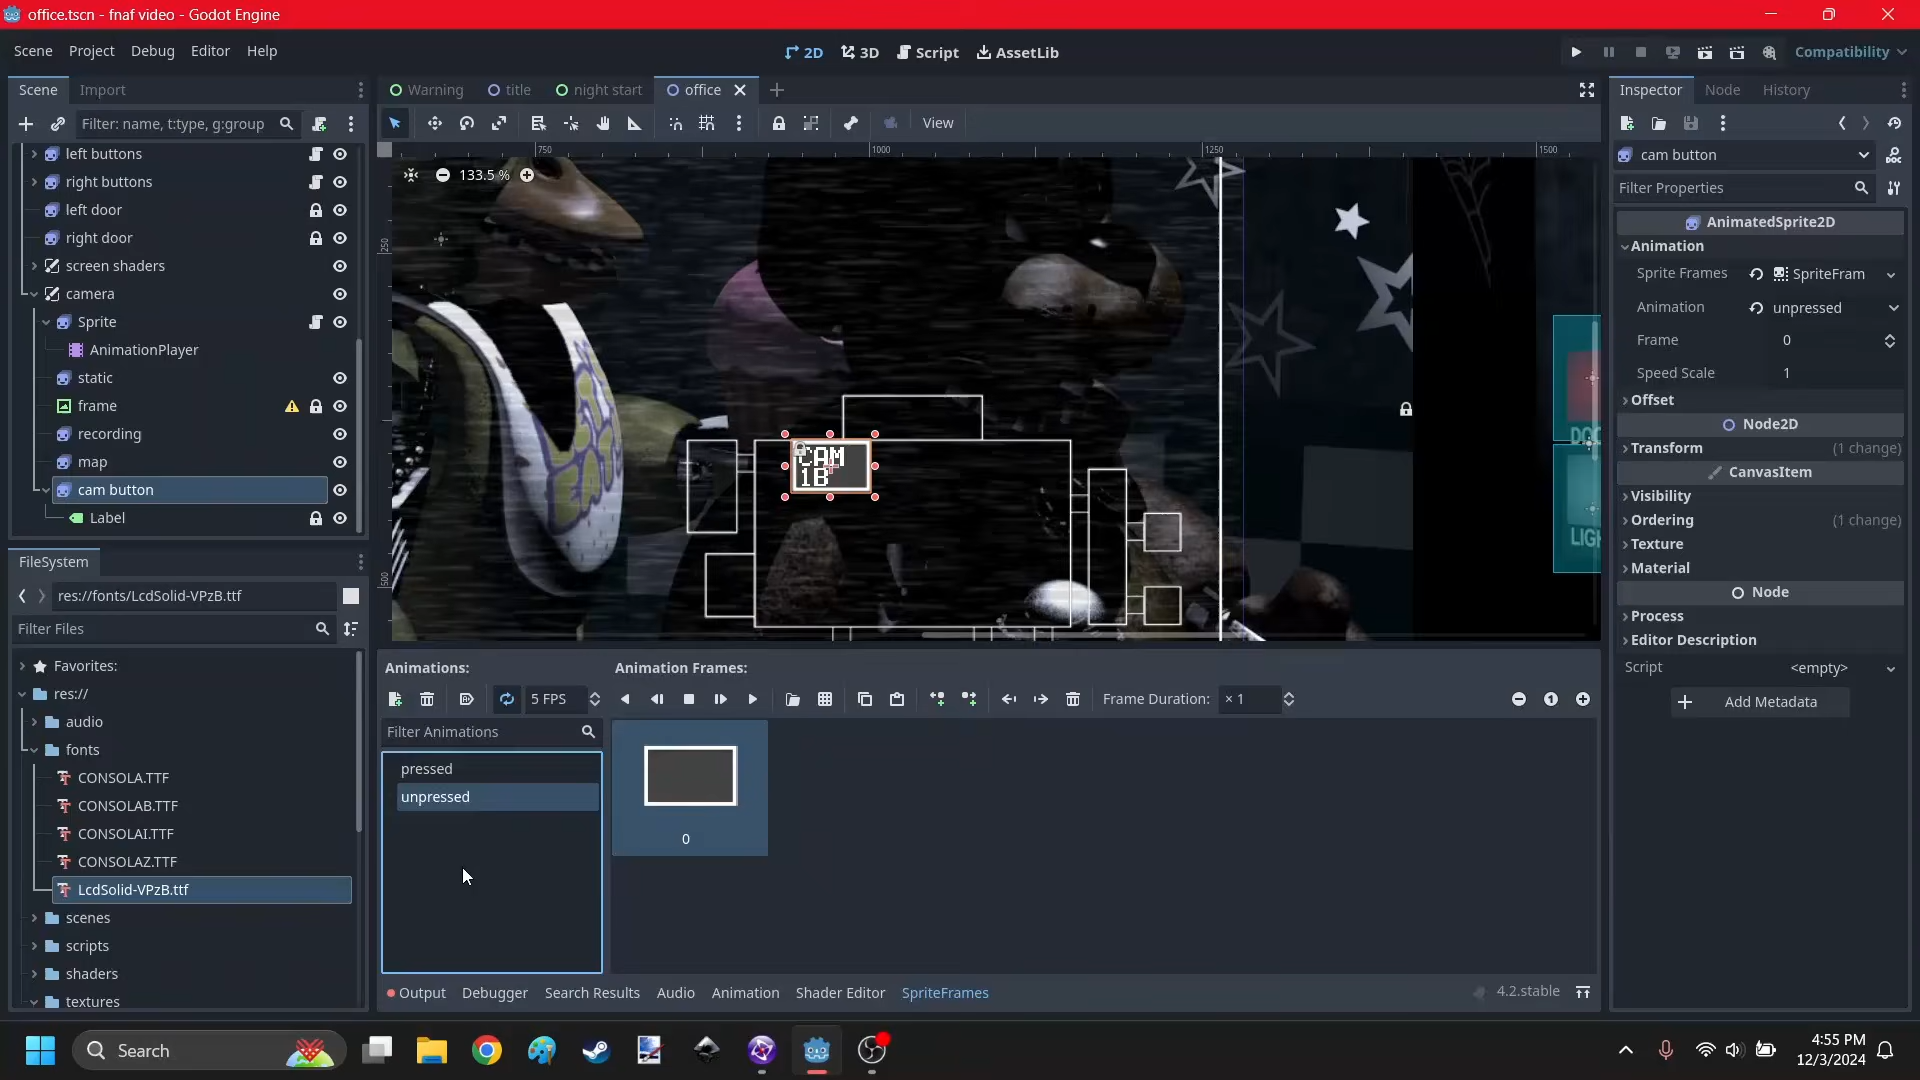 office.tscn - fnaf video - Godot Engine
Scene Project Debug Editor Help
2D 3D Script AssetLib
Compatibility
Scene Import
Warning title night start office
Inspector Node History
Filter: name, t:type, g:group
View
cam button
Filter Properties
left buttons
right buttons
left door
right door
screen shaders
camera
Sprite
AnimationPlayer
static
frame
recording
map
cam button
Label
750 1000 1250 1500
133.5 %
250
500
CAM
1B
DOOR
LIGH
AnimatedSprite2D
Animation
Sprite Frames SpriteFram
Animation unpressed
Frame 0
Speed Scale 1
Offset
Node2D
Transform (1 change)
CanvasItem
Visibility
Ordering (1 change)
Texture
Material
Node
Process
Editor Description
Script <empty>
Add Metadata
FileSystem
res://fonts/LcdSolid-VPzB.ttf
Filter Files
Favorites:
res://
audio
fonts
CONSOLA.TTF
CONSOLAB.TTF
CONSOLAI.TTF
CONSOLAZ.TTF
LcdSolid-VPzB.ttf
scenes
scripts
shaders
textures
Animations: Animation Frames:
5 FPS
Frame Duration: × 1
1
Filter Animations
pressed
unpressed
0
Output Debugger Search Results Audio Animation Shader Editor SpriteFrames
4.2.stable
Search
4:55 PM
12/3/2024